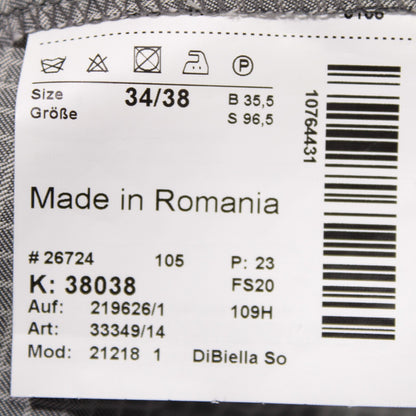 P
Size 34/38 B 35,5
Größe S 96,5
10764431
Made in Romania
# 26724 105 P: 23
K: 38038 FS20
Auf: 219626/1 109H
Art: 33349/14
Mod: 21218 1 DiBiella So